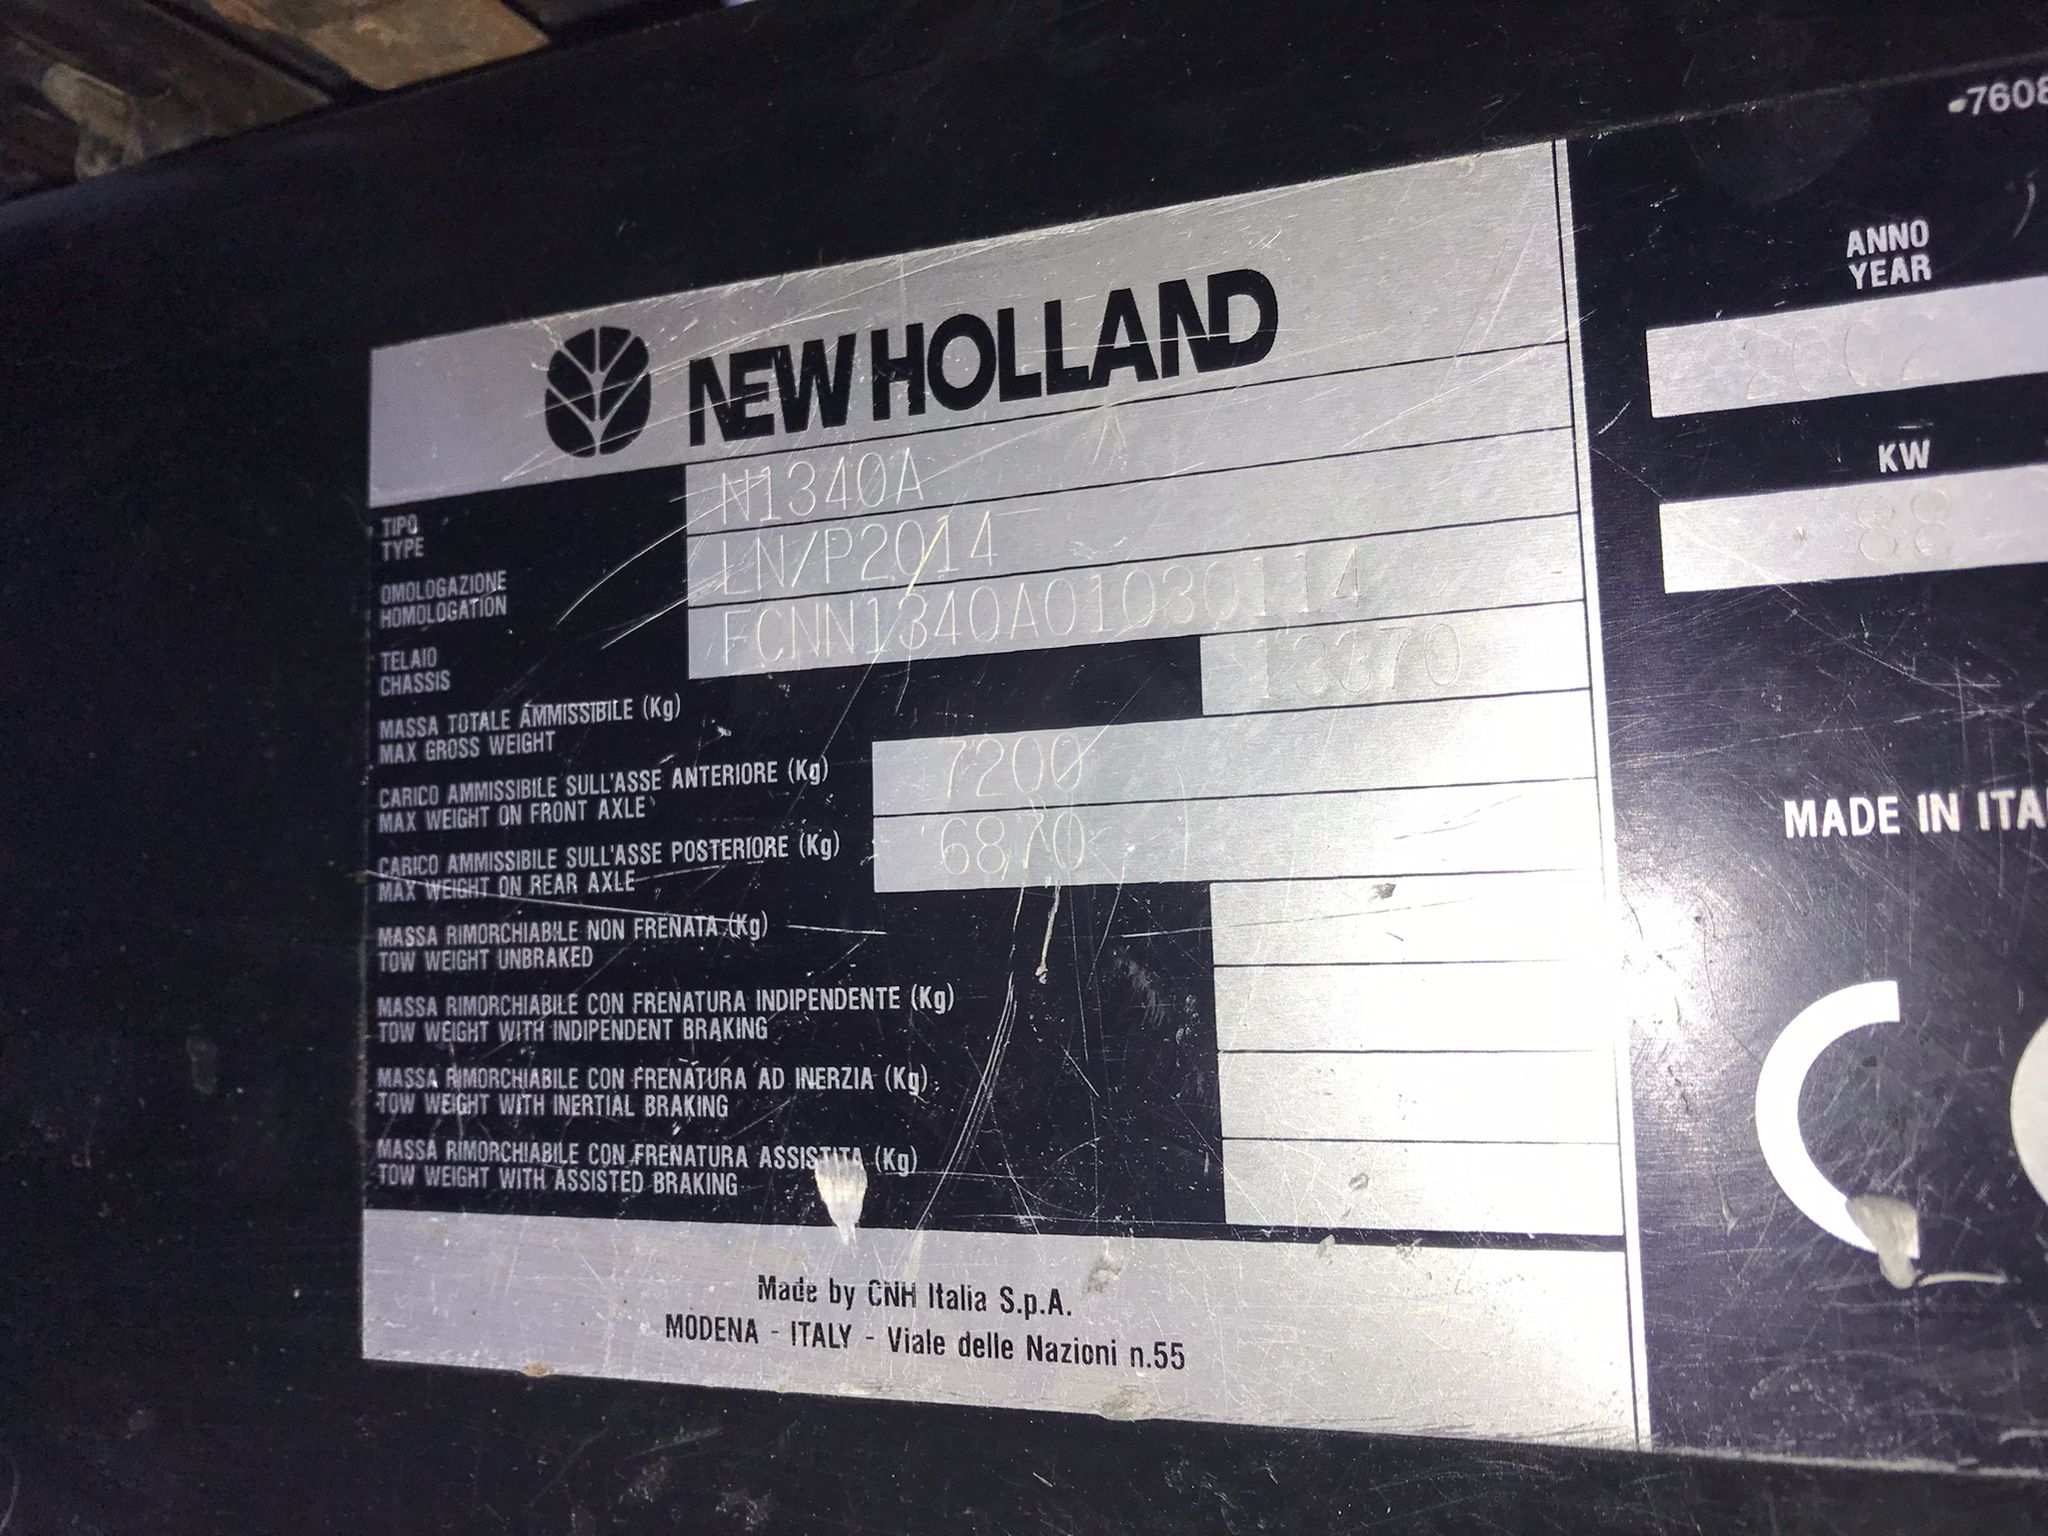 -7608
NEW HOLLAND
TIPO
TYPE
N1340A
OMOLOGAZIONE
HOMOLOGATION
LN/P2014
TELAIO
CHASSIS
FCNN1340A01030114
MASSA TOTALE AMMISSIBILE (Kg)
MAX GROSS WEIGHT
13370
CARICO AMMISSIBILE SULL'ASSE ANTERIORE (Kg)
MAX WEIGHT ON FRONT AXLE
7200
CARICO AMMISSIBILE SULL'ASSE POSTERIORE (Kg)
MAX WEIGHT ON REAR AXLE
6870
MASSA RIMORCHIABILE NON FRENATA (Kg)
TOW WEIGHT UNBRAKED
MASSA RIMORCHIABILE CON FRENATURA INDIPENDENTE (Kg)
TOW WEIGHT WITH INDIPENDENT BRAKING
MASSA RIMORCHIABILE CON FRENATURA AD INERZIA (Kg)
TOW WEIGHT WITH INERTIAL BRAKING
MASSA RIMORCHIABILE CON FRENATURA ASSISTITA (Kg)
TOW WEIGHT WITH ASSISTED BRAKING
Made by CNH Italia S.p.A.
MODENA - ITALY - Viale delle Nazioni n.55
ANNO
YEAR
2002
KW
88
MADE IN ITA
C